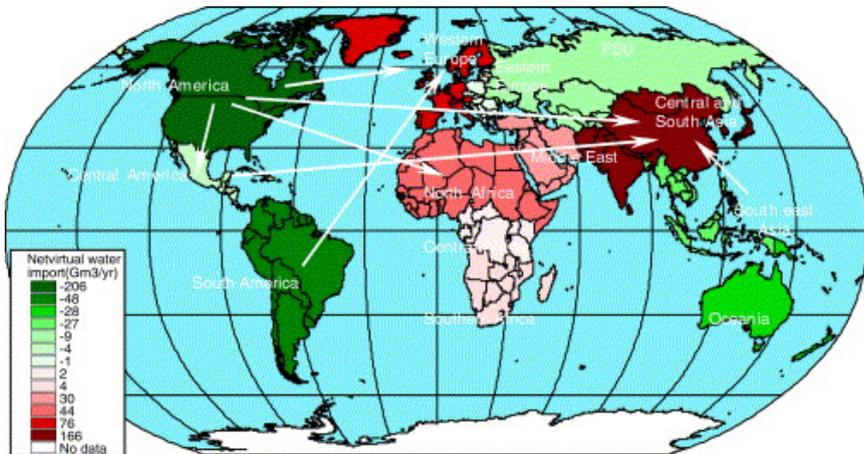 Western
Europe
FSU
Eastern
Europe
North America
Central and
South Asia
Middle East
Central America
North Africa
South east
Asia
Central Africa
South America
Southern Africa
Oceania
Netvirtual water
import(Gm3/yr)
-206
-48
-28
-27
-9
-4
-1
2
4
30
44
76
166
No data